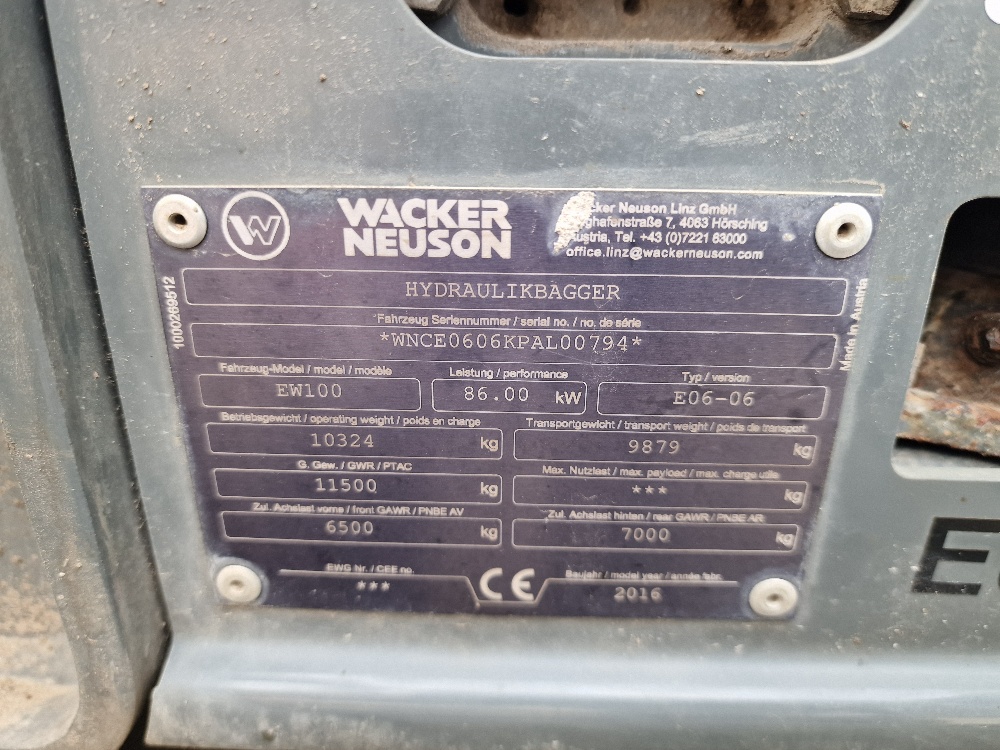 W
WACKER
NEUSON
cker Neuson Linz GmbH
ghafenstraße 7, 4063 Hörsching
ustria, Tel. +43 (0)7221 63000
office.linz@wackerneuson.com
HYDRAULIKBAGGER
Fahrzeug Seriennummer / serial no. / no. de série
*WNCE0606KPAL00794*
Fahrzeug-Model / model / modèle
EW100
Leistung / performance
86.00 kW
Typ / version
E06-06
Betriebsgewicht / operating weight / poids en charge
10324 kg
Transportgewicht / transport weight / poids de transport
9879 kg
G. Gew. / GWR / PTAC
11500 kg
Max. Nutzlast / max. payload / max. charge utile
*** kg
Zul. Achslast vorne / front GAWR / PNBE AV
6500 kg
Zul. Achslast hinten / rear GAWR / PNBE AR
7000 kg
EWG Nr. / CEE no.
***
CE
Baujahr / model year / année fabr.
2016
1000269512
Made in Austria
E